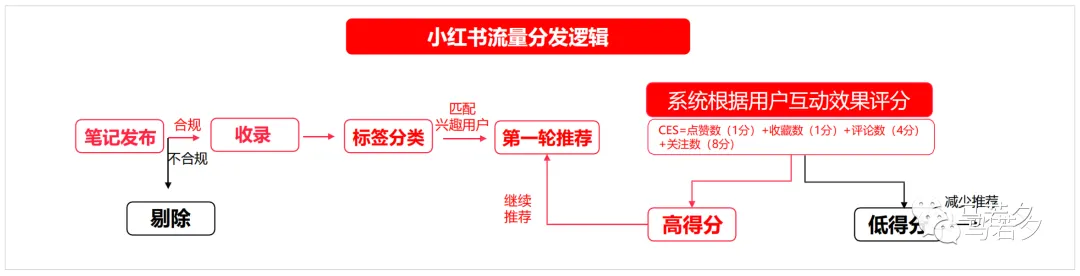 小红书流量分发逻辑
系统根据用户互动效果评分
CES=点赞数（1分）+收藏数（1分）+评论数（4分）
+关注数（8分）
笔记发布
合规
不合规
收录
标签分类
匹配
兴趣用户
第一轮推荐
剔除
继续
推荐
高得分
低得分
减少推荐
马若夕